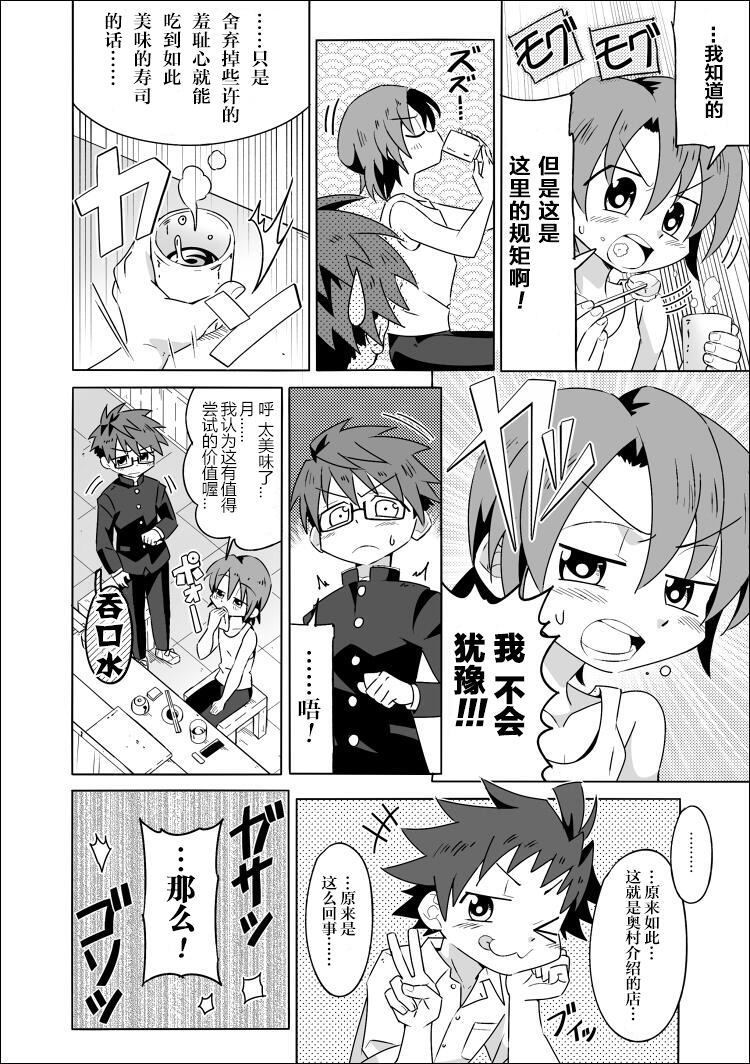 …我知道的
モグ
モグ
但是这是
这里的规矩啊！
ズズー…
……只是
舍弃掉些许的
羞耻心就能
吃到如此
美味的寿司
的话……
カッ
バッ
我 不会
犹豫!!!
……唔！
呼 太美味了…
月……
我认为这有值得
尝试的价值喔…
ポォー
吞口水
………
…原来如此…
这就是奥村介绍的店…
…原来是
这么回事……
ブイッ
ガサッ
…那么！
ゴソッ